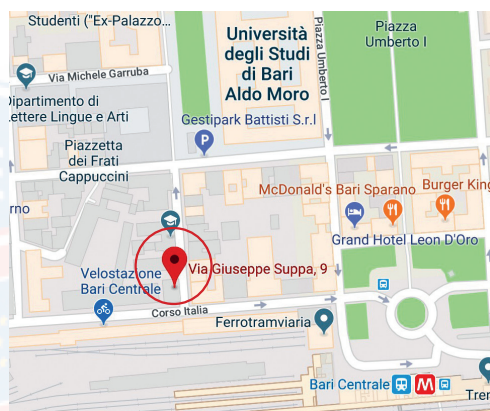 Studenti ("Ex-Palazzo...
Via Michele Garruba
Dipartimento di
Lettere Lingue e Arti
Università
degli Studi
di Bari
Aldo Moro
Piazza Umberto I
Piazza
Umberto I
Gestipark Battisti S.r.l
P
Piazzetta
dei Frati
Cappuccini
McDonald's Bari Sparano
Burger King
Grand Hotel Leon D'Oro
Via Giuseppe Suppa, 9
Velostazione
Bari Centrale
Corso Italia
Ferrotramviaria
Bari Centrale
M